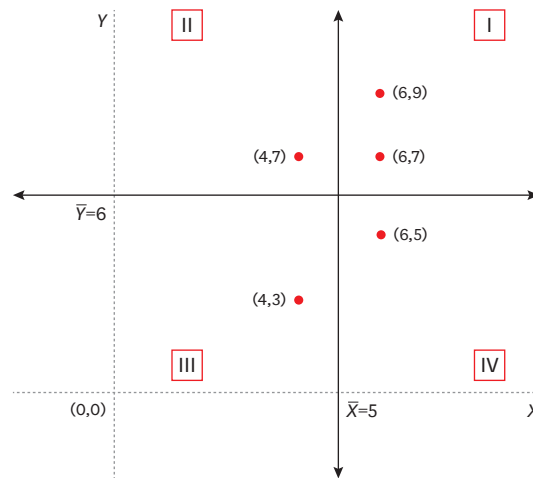 Y
II
I
(6,9)
(4,7)
(6,7)
Y̅=6
(6,5)
(4,3)
III
IV
(0,0)
X̅=5
X